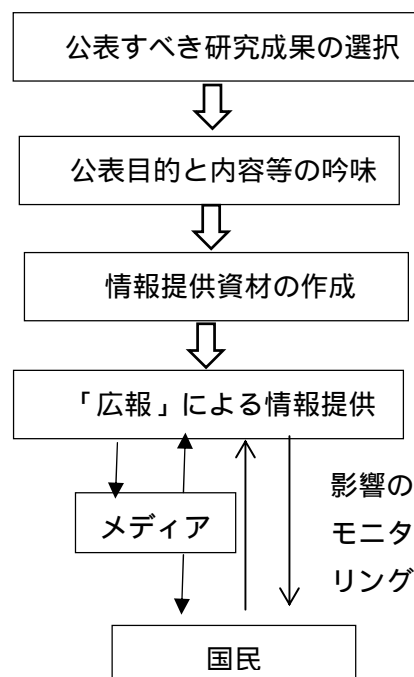 公表すべき研究成果の選択
公表目的と内容等の吟味
情報提供資材の作成
「広報」による情報提供
影響の
モニタ
リング
メディア
国民